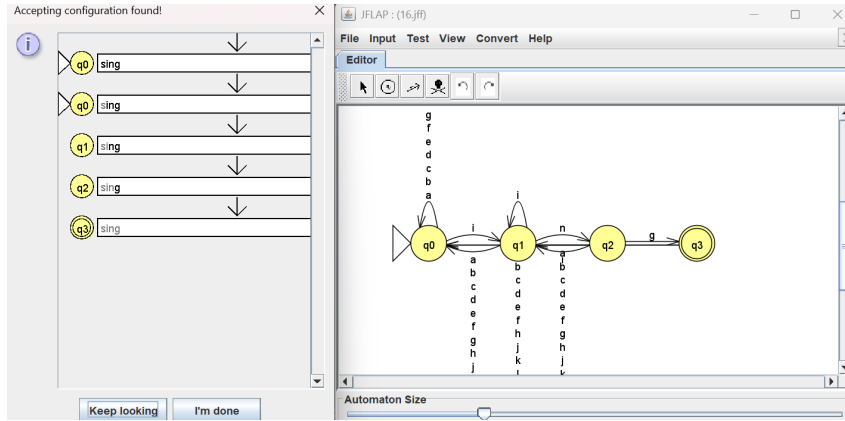 Accepting configuration found!
q0 sing
q0 sing
q1 sing
q2 sing
q3 sing
Keep looking
I'm done
JFLAP : (16.jff)
File Input Test View Convert Help
Editor
g
f
e
d
c
b
a
i
i
n
g
q0
q1
q2
q3
a
b
c
d
e
f
g
h
j
b
c
d
e
f
h
j
k
a
b
c
d
e
f
g
h
j
k
Automaton Size